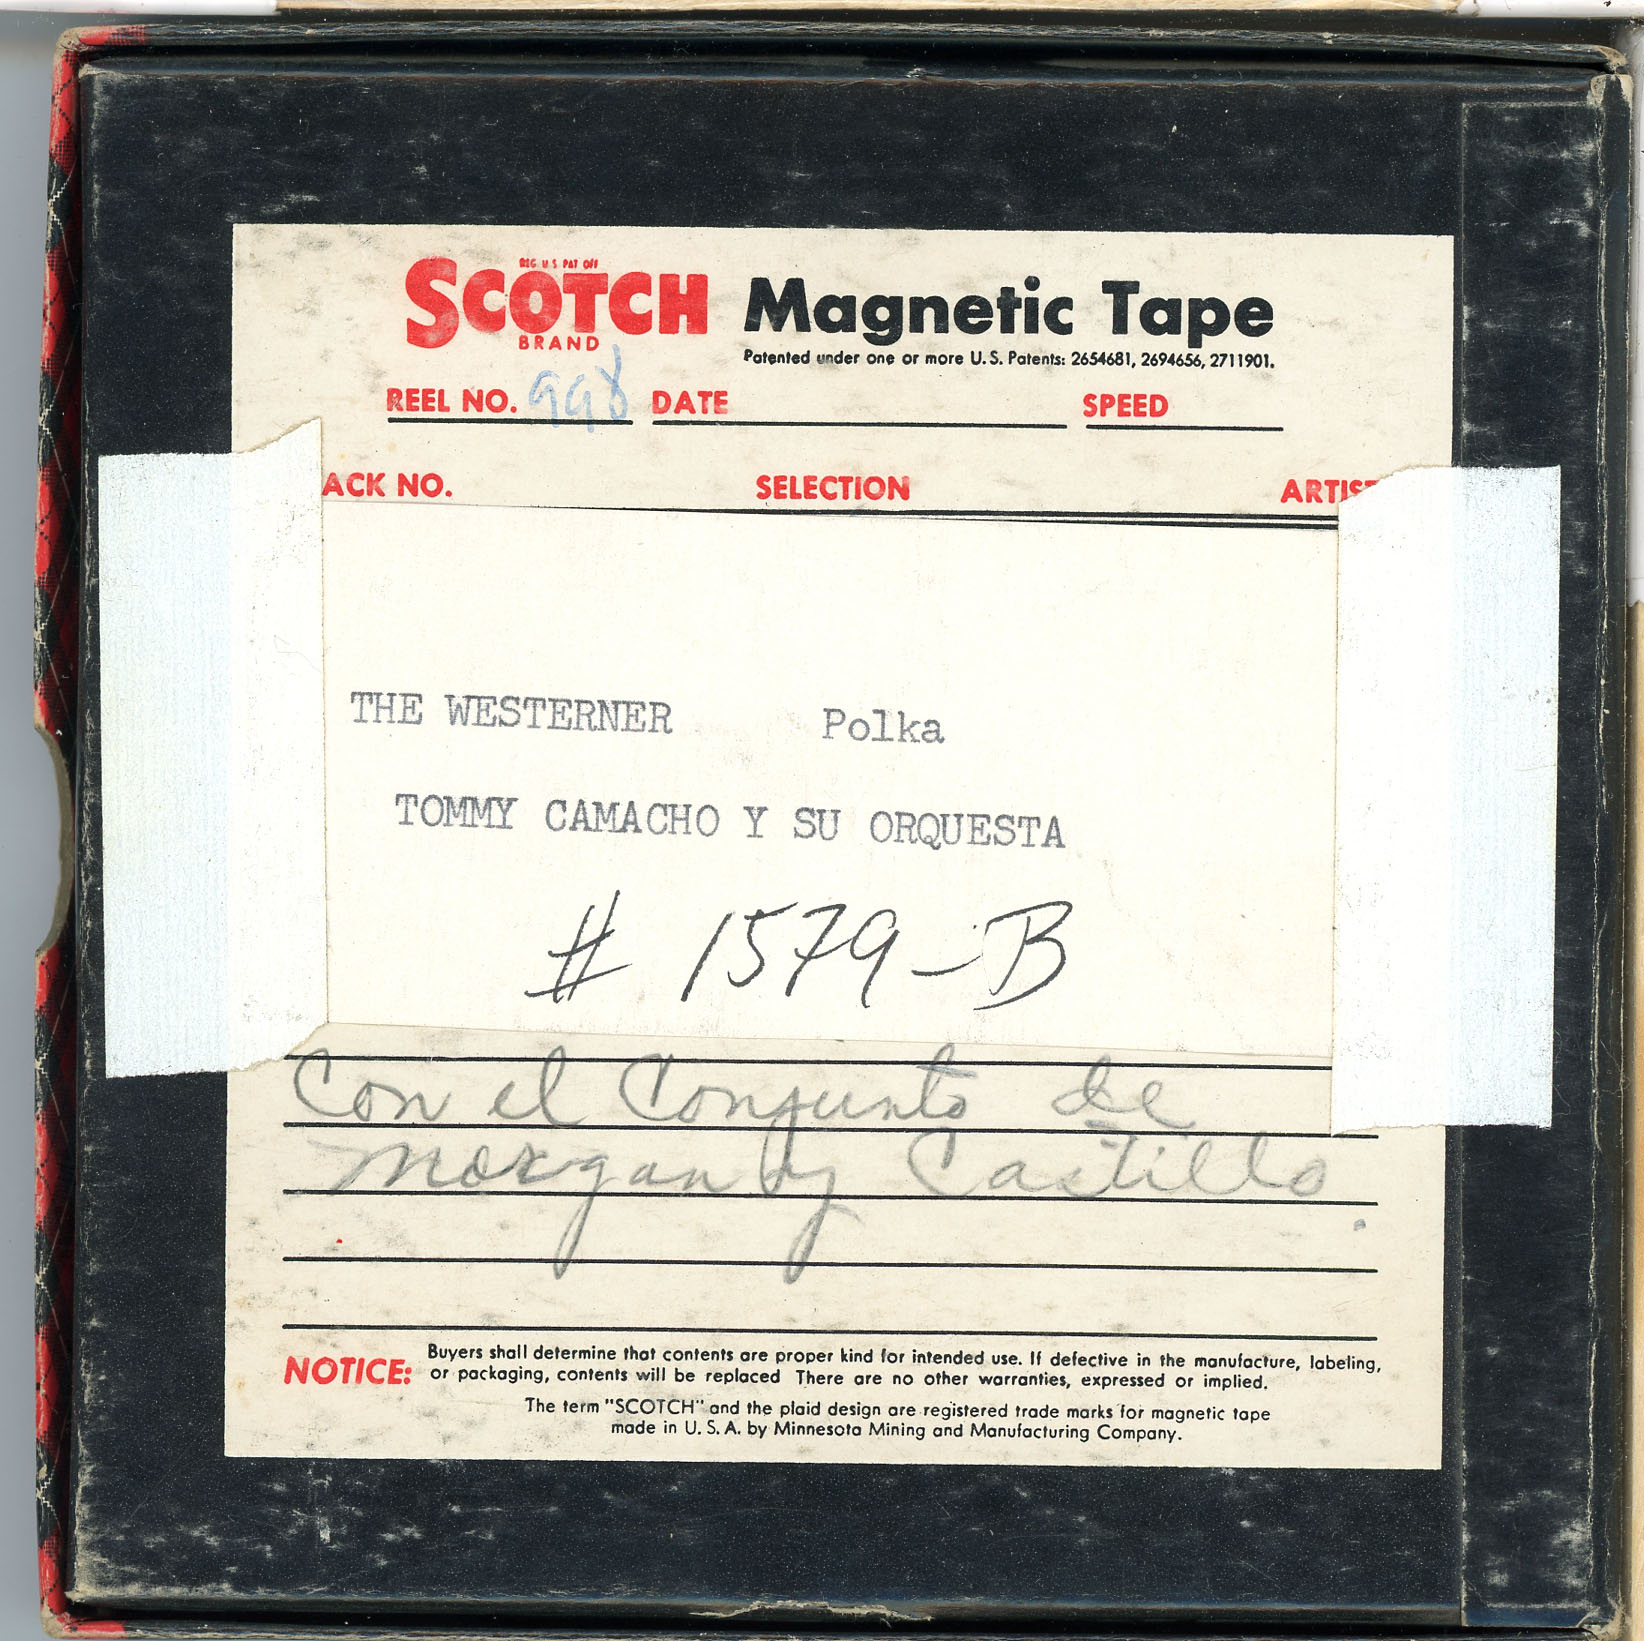 REG U S PAT OFF
SCOTCH Magnetic Tape
BRAND
Patented under one or more U.S. Patents: 2654681, 2694656, 2711901.
REEL NO. 998 DATE SPEED
ACK NO. SELECTION ARTIST
THE WESTERNER Polka
TOMMY CAMACHO Y SU ORQUESTA
# 1579-B
Con el Conjunto de
Morgan y Castillo
NOTICE: Buyers shall determine that contents are proper kind for intended use. If defective in the manufacture, labeling,
or packaging, contents will be replaced There are no other warranties, expressed or implied.
The term "SCOTCH" and the plaid design are registered trade marks for magnetic tape
made in U. S. A. by Minnesota Mining and Manufacturing Company.